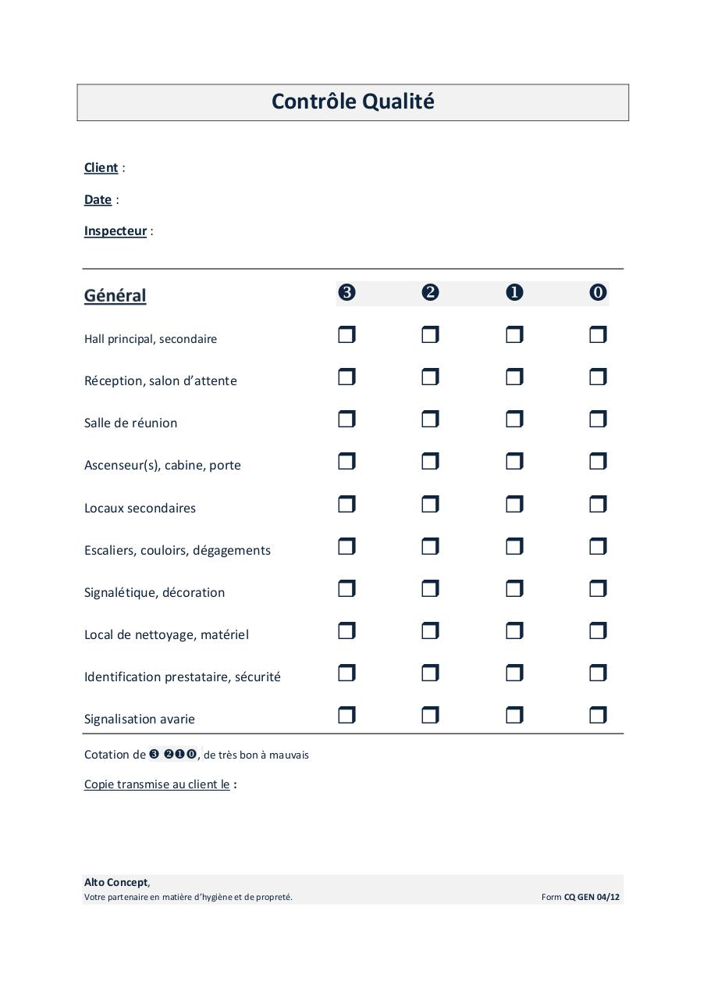 Contrôle Qualité
Client :
Date :
Inspecteur :
Général ❸ ❷ ❶ ⓿
Hall principal, secondaire ❒ ❒ ❒ ❒
Réception, salon d’attente ❒ ❒ ❒ ❒
Salle de réunion ❒ ❒ ❒ ❒
Ascenseur(s), cabine, porte ❒ ❒ ❒ ❒
Locaux secondaires ❒ ❒ ❒ ❒
Escaliers, couloirs, dégagements ❒ ❒ ❒ ❒
Signalétique, décoration ❒ ❒ ❒ ❒
Local de nettoyage, matériel ❒ ❒ ❒ ❒
Identification prestataire, sécurité ❒ ❒ ❒ ❒
Signalisation avarie ❒ ❒ ❒ ❒
Cotation de ❸ ❷❶⓿, de très bon à mauvais
Copie transmise au client le :
Alto Concept,
Votre partenaire en matière d’hygiène et de propreté. Form CQ GEN 04/12